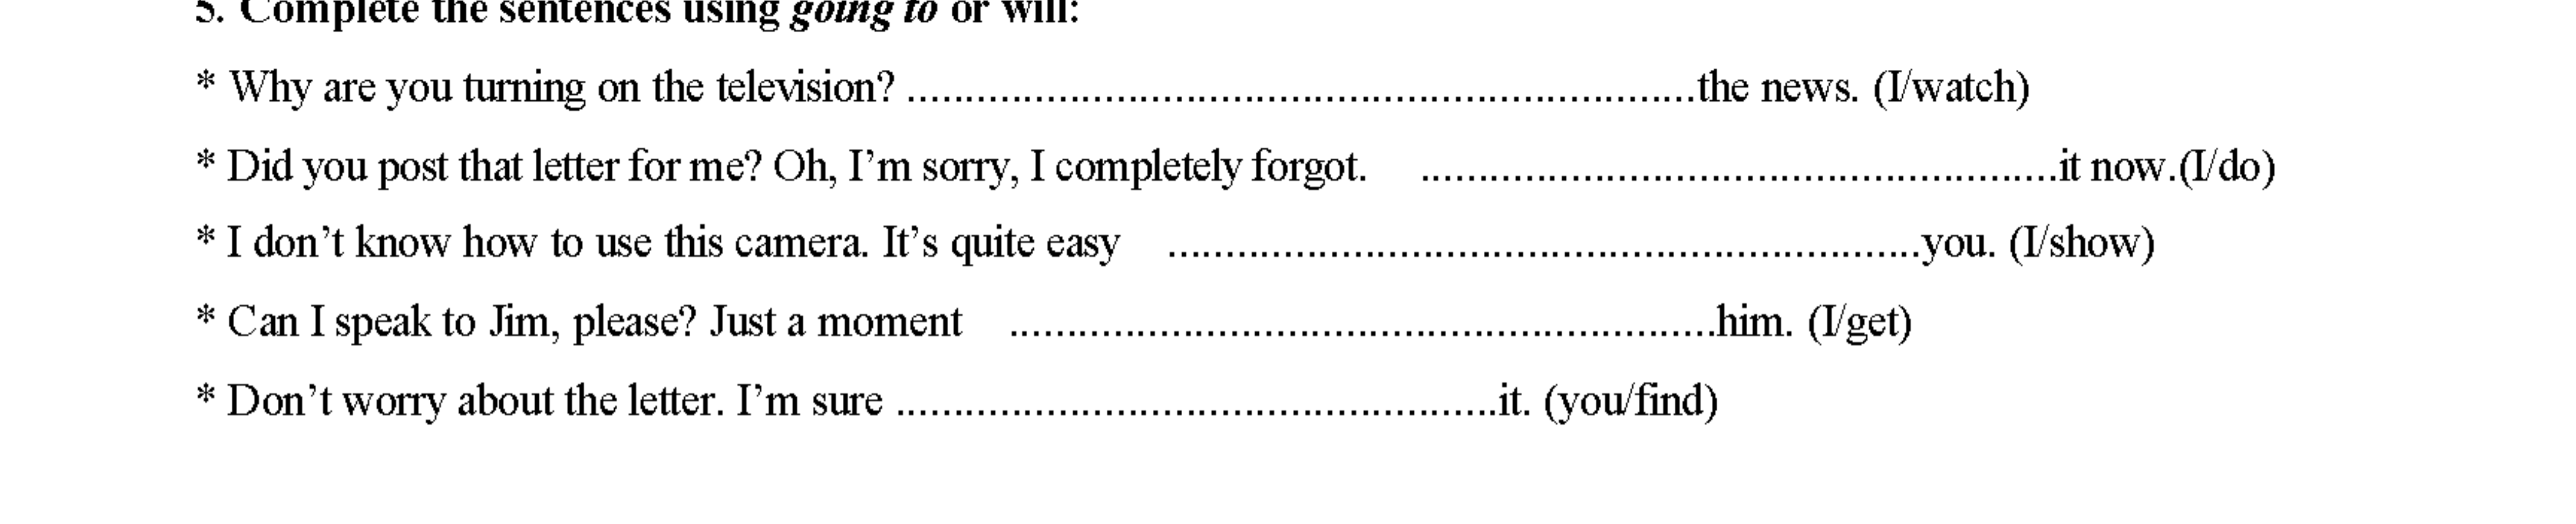 5. Complete the sentences using going to or will:
* Why are you turning on the television? ....................................................................the news. (I/watch)
* Did you post that letter for me? Oh, I'm sorry, I completely forgot. ......................................................it now.(I/do)
* I don't know how to use this camera. It's quite easy ................................................................you. (I/show)
* Can I speak to Jim, please? Just a moment ............................................................him. (I/get)
* Don't worry about the letter. I'm sure ...................................................it. (you/find)